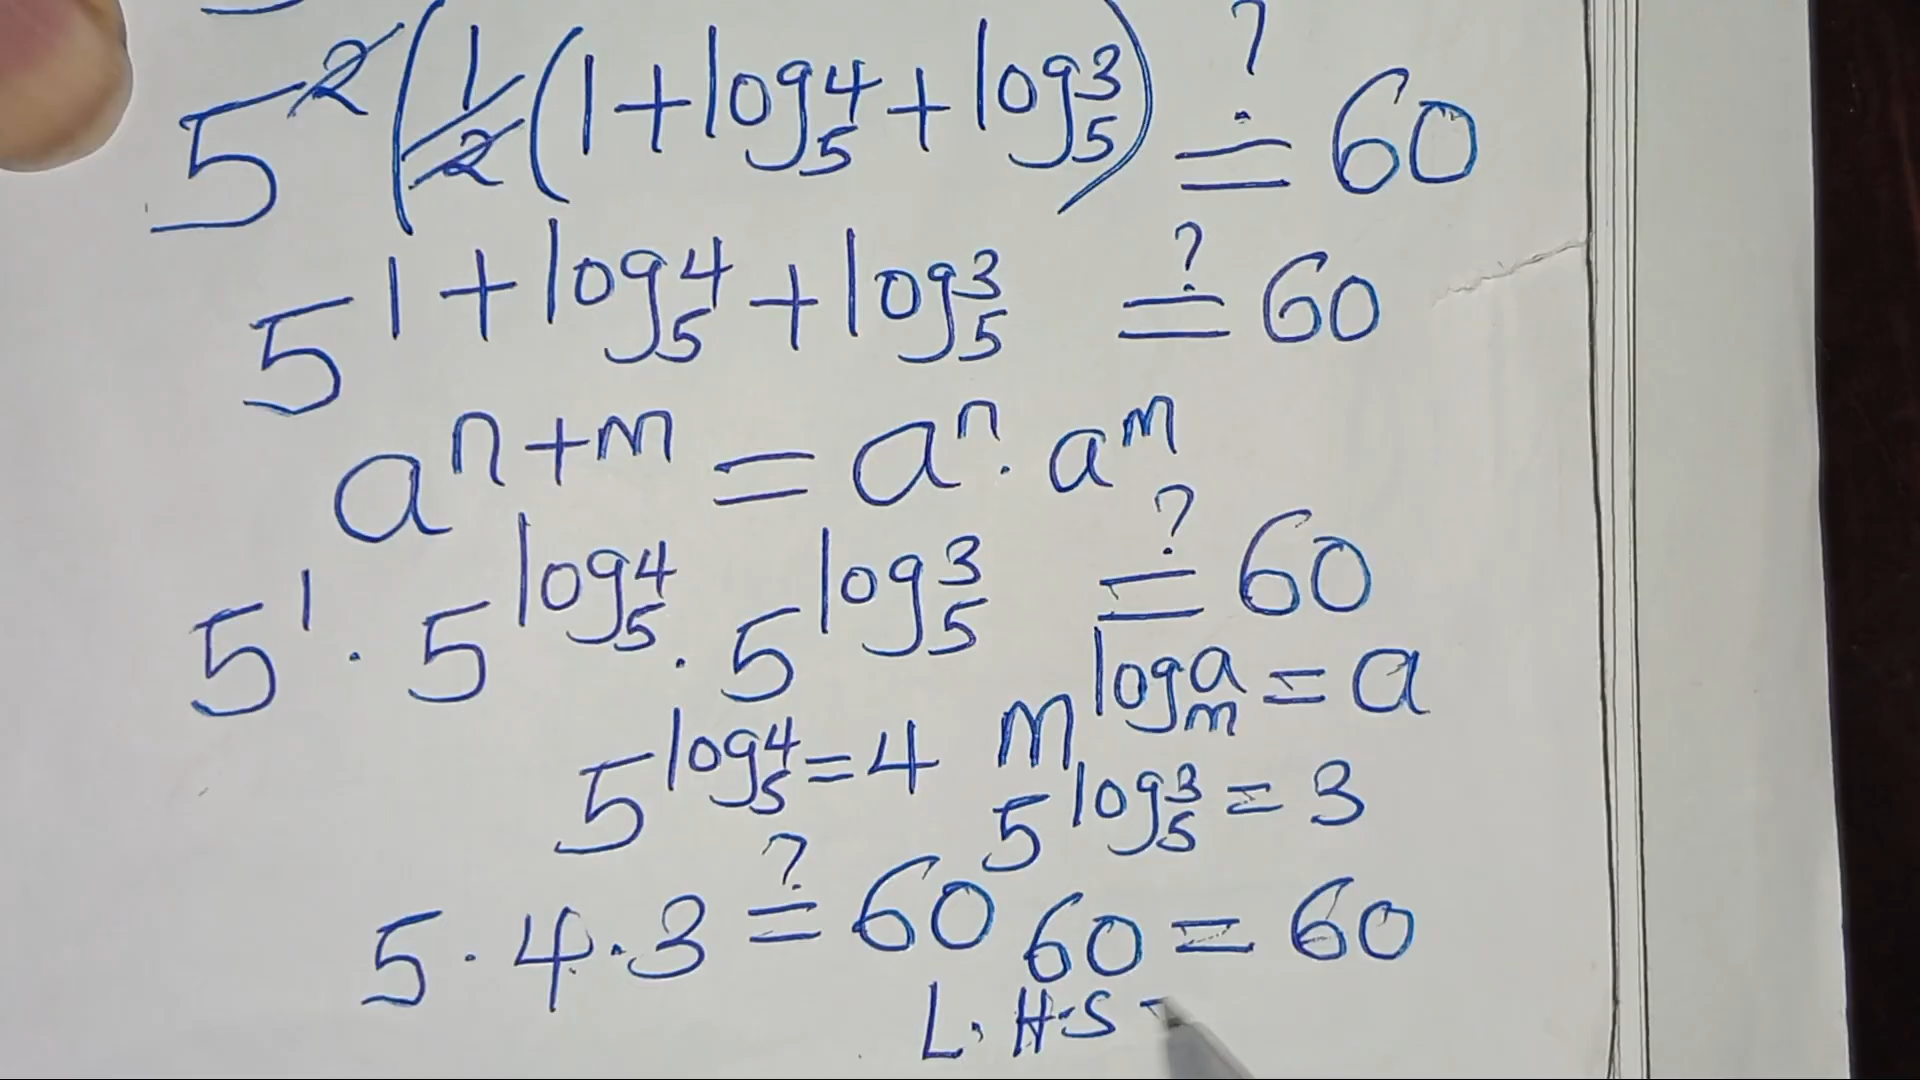 5^2(1/2(1+log_5^4+log_5^3) ?= 60
5^1+log_5^4+log_5^3 ?= 60
a^n+m = a^n · a^m
5^1 · 5^log_5^4 · 5^log_5^3 ?= 60
m^log_m^a = a
5^log_5^4 = 4 5^log_5^3 = 3
5 · 4 · 3 ?= 60 60 = 60
L.H.S